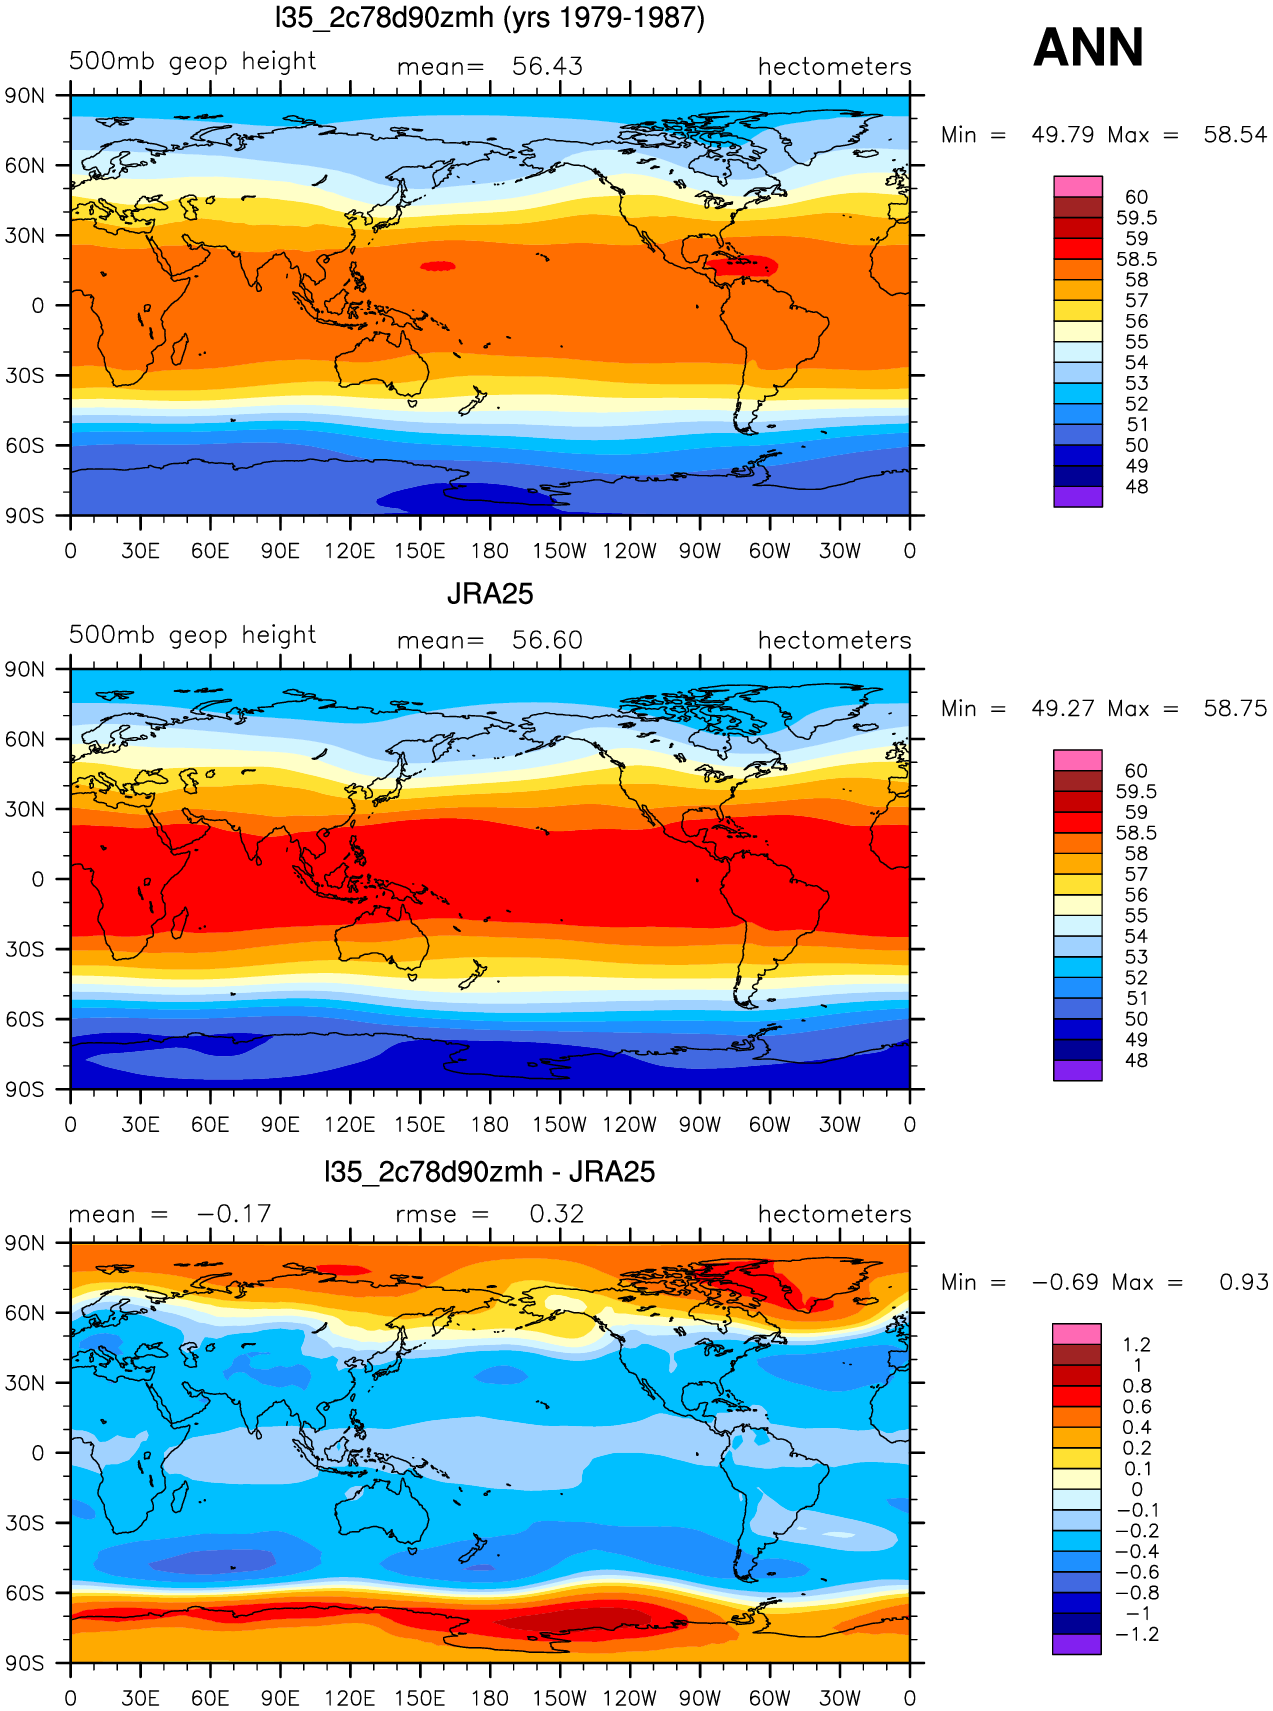 l35_2c78d90zmh (yrs 1979-1987)
ANN
500mb geop height mean= 56.43 hectometers
Min = 49.79 Max = 58.54
90N
60N
30N
0
30S
60S
90S
0 30E 60E 90E 120E 150E 180 150W 120W 90W 60W 30W 0
60
59.5
59
58.5
58
57
56
55
54
53
52
51
50
49
48
JRA25
500mb geop height mean= 56.60 hectometers
Min = 49.27 Max = 58.75
90N
60N
30N
0
30S
60S
90S
0 30E 60E 90E 120E 150E 180 150W 120W 90W 60W 30W 0
60
59.5
59
58.5
58
57
56
55
54
53
52
51
50
49
48
l35_2c78d90zmh - JRA25
mean = −0.17 rmse = 0.32 hectometers
Min = −0.69 Max = 0.93
90N
60N
30N
0
30S
60S
90S
0 30E 60E 90E 120E 150E 180 150W 120W 90W 60W 30W 0
1.2
1
0.8
0.6
0.4
0.2
0.1
0
−0.1
−0.2
−0.4
−0.6
−0.8
−1
−1.2